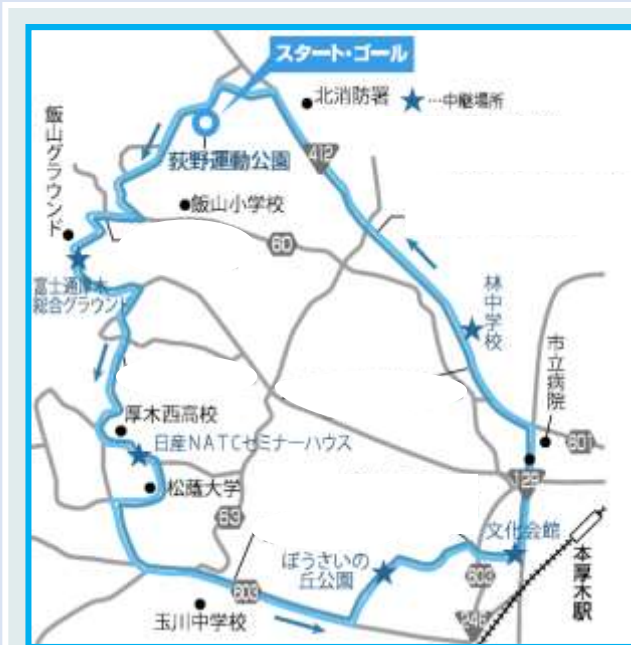 スタート・ゴール
北消防署
★…中継場所
飯山グラウンド
412
荻野運動公園
飯山小学校
60
富士通厚木
総合グラウンド
林中学校
市立病院
厚木西高校
日産NATCゼミナーハウス
601
松蔭大学
129
63
文化会館
本厚木駅
ぼうさいの
丘公園
603
603
玉川中学校
246